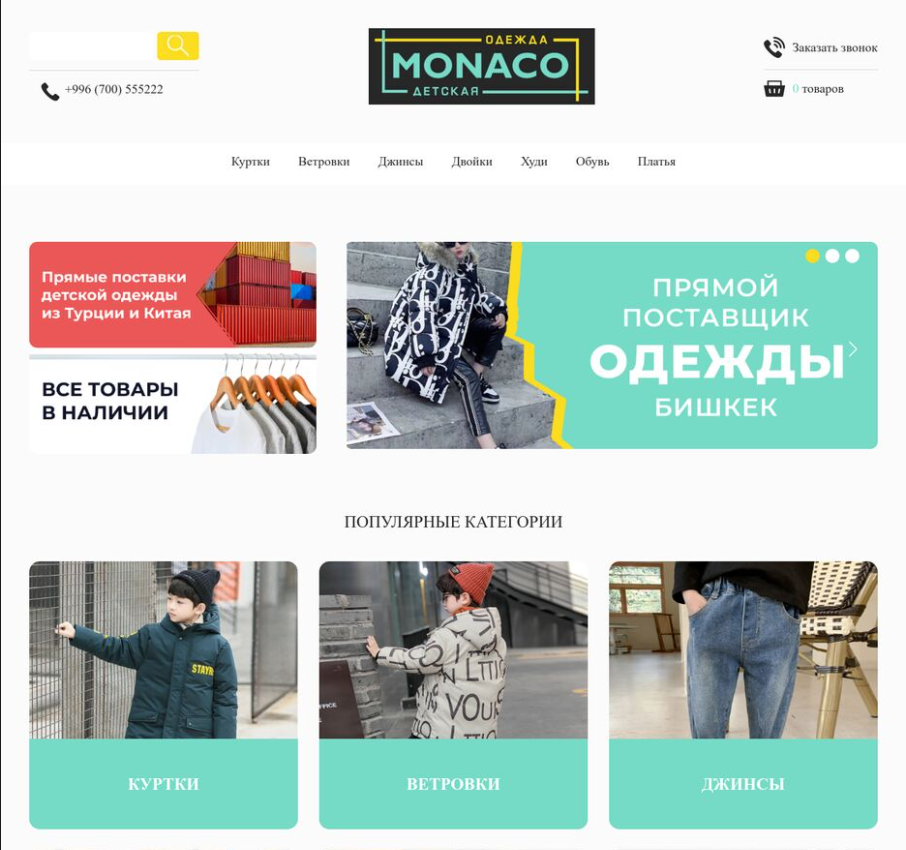 ОДЕЖДА
MONACO
ДЕТСКАЯ
Заказать звонок
+996 (700) 555222
0 товаров
Куртки Ветровки Джинсы Двойки Худи Обувь Платья
Прямые поставки
детской одежды
из Турции и Китая
ВСЕ ТОВАРЫ
В НАЛИЧИИ
ПРЯМОЙ
ПОСТАВЩИК
ОДЕЖДЫ
БИШКЕК
ПОПУЛЯРНЫЕ КАТЕГОРИИ
КУРТКИ
ВЕТРОВКИ
ДЖИНСЫ